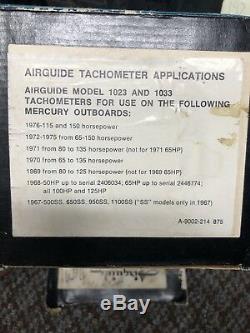 AIRGUIDE TACHOMETER APPLICATIONS
AIRGUIDE MODEL 1023 AND 1033
TACHOMETERS FOR USE ON THE FOLLOWING
MERCURY OUTBOARDS:
1976-115 and 150 horsepower
1972-1975 from 65-150 horsepower
1971 from 80 to 135 horsepower (not for 1971 65HP)
1970 from 65 to 135 horsepower
1969 from 80 to 125 horsepower (not for 1969 65HP)
1968-50HP up to serial 2406034; 65HP up to serial 2446774;
all 100HP and 125HP
1967-500SS, 650SS, 950SS, 1100SS ("SS" models only in 1967)
A-9002-214 876